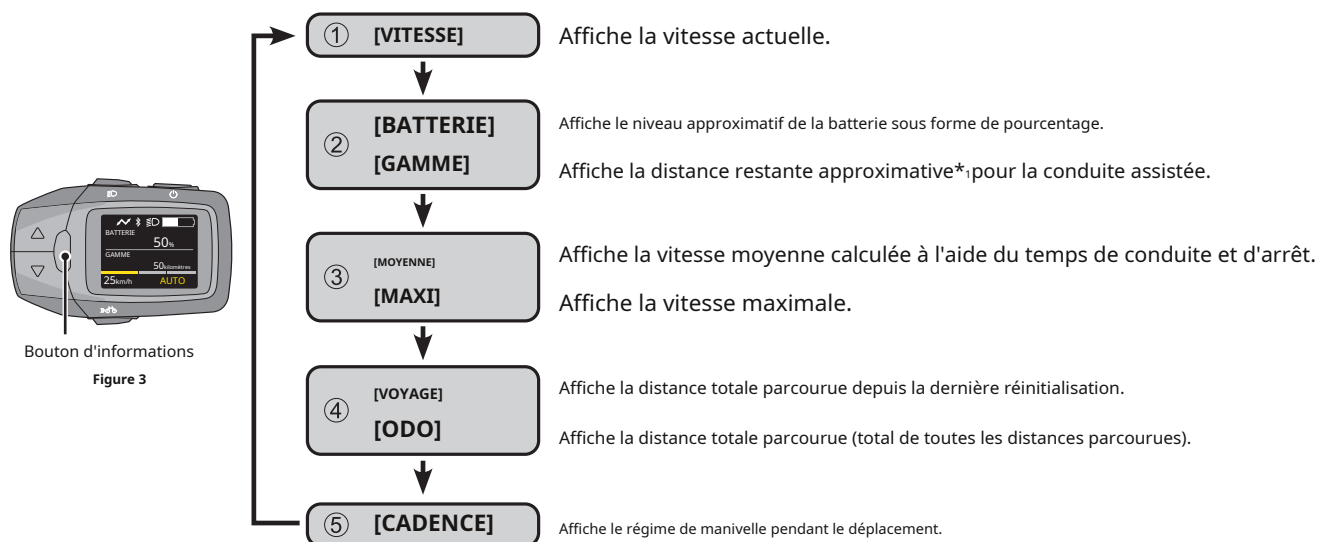 ① [VITESSE] Affiche la vitesse actuelle.
② [BATTERIE] Affiche le niveau approximatif de la batterie sous forme de pourcentage.
[GAMME] Affiche la distance restante approximative*1pour la conduite assistée.
BATTERIE
50%
GAMME
50kilomètres
25km/h AUTO
Bouton d'informations
Figure 3
③ [MOYENNE] Affiche la vitesse moyenne calculée à l'aide du temps de conduite et d'arrêt.
[MAXI] Affiche la vitesse maximale.
④ [VOYAGE] Affiche la distance totale parcourue depuis la dernière réinitialisation.
[ODO] Affiche la distance totale parcourue (total de toutes les distances parcourues).
⑤ [CADENCE] Affiche le régime de manivelle pendant le déplacement.